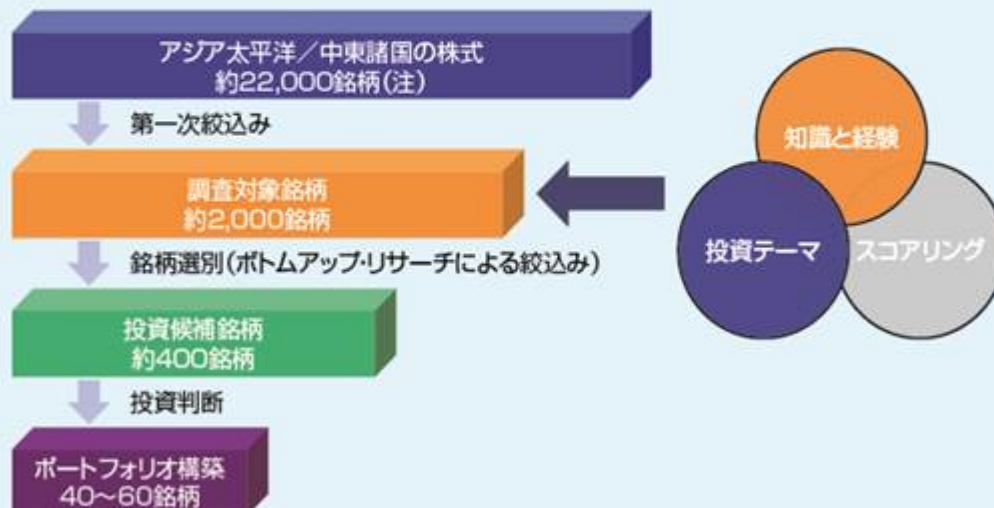 アジア太平洋／中東諸国の株式
約22,000銘柄(注)
第一次絞込み
調査対象銘柄
約2,000銘柄
銘柄選別(ボトムアップ・リサーチによる絞込み)
投資候補銘柄
約400銘柄
投資判断
ポートフォリオ構築
40～60銘柄
知識と経験
投資テーマ
スコアリング